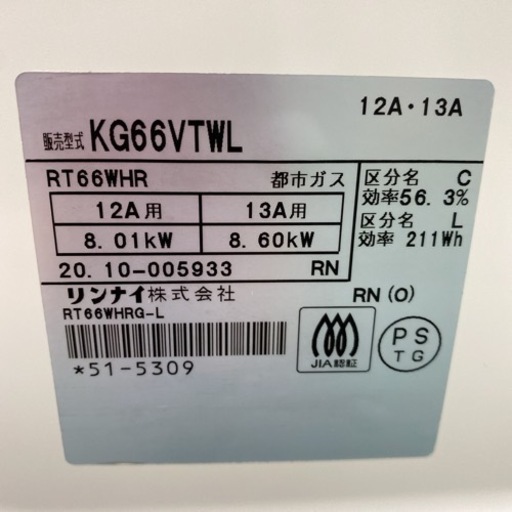 12A・13A
販売型式 KG66VTWL
RT66WHR 都市ガス
12A用 13A用
8.01kW 8.60kW
区分名 C
効率56.3%
区分名 L
効率 211Wh
20.10-005933 RN
リンナイ株式会社
RN(O)
RT66WHRG-L
*51-5309
JIA認証
PS
TG